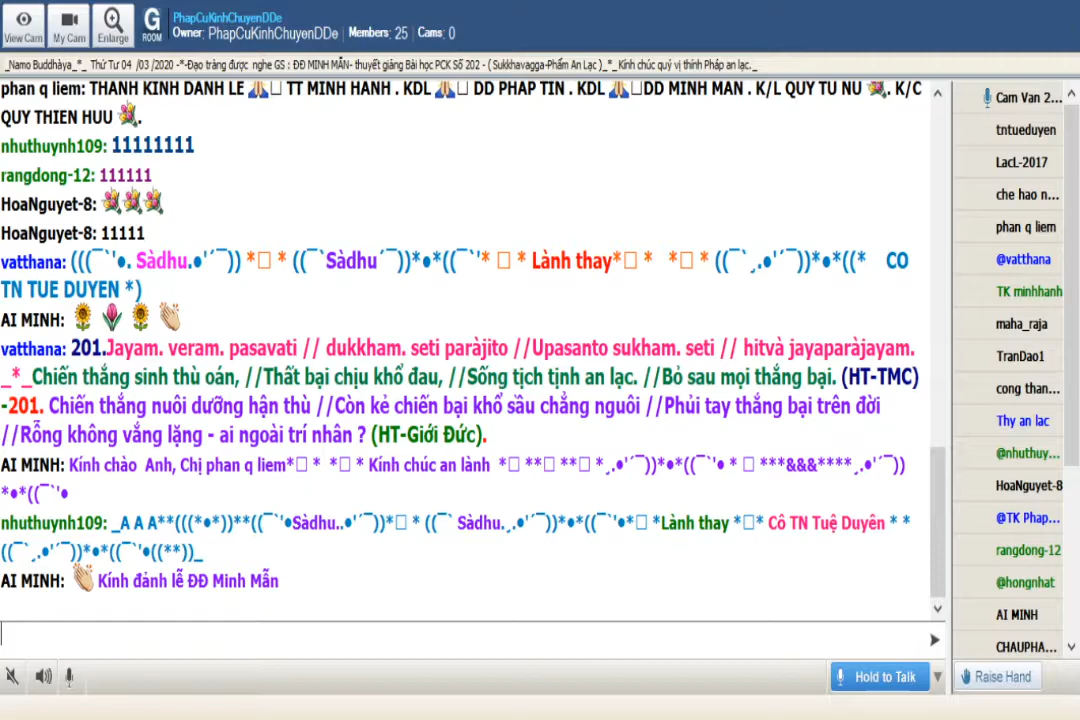 View Cam
My Cam
Enlarge
G
ROOM
PhapCuKinhChuyenDDe
Owner: PhapCuKinhChuyenDDe | Members: 25 | Cams: 0
_Namo Buddhàya_*_ Thứ Tư 04 /03 /2020 -*-Đạo tràng được nghe GS : ĐĐ MINH MẪN- thuyết giảng Bài học PCK Số 202 - ( Sukkhavagga-Phẩm An Lạc )_*_Kính chúc quý vị thính Pháp an lạc._
phan q liem: THANH KINH DANH LE 🙏 TT MINH HANH . KDL 🙏 DD PHAP TIN . KDL 🙏 DD MINH MAN . K/L QUY TU NU 💐. K/C
QUY THIEN HUU 💐.
nhuthuynh109: 11111111
rangdong-12: 111111
HoaNguyet-8: 💐💐💐
HoaNguyet-8: 11111
vatthana: (((¯`'•. Sàdhu.•'´¯)) *□ * ((¯`Sàdhu´¯))*•*((¯`'* □ * Lành thay*□ * *□ * ((¯`¸.•'´¯))*•*((* CO
TN TUE DUYEN *)
AI MINH: 🌻 🌷 🌻 👏
vatthana: 201.Jayam. veram. pasavati // dukkham. seti paràjito //Upasanto sukham. seti // hitvà jayaparàjayam.
_*_Chiến thắng sinh thù oán, //Thất bại chịu khổ đau, //Sống tịch tịnh an lạc. //Bỏ sau mọi thắng bại. (HT-TMC)
-201. Chiến thắng nuôi dưỡng hận thù //Còn kẻ chiến bại khổ sầu chẳng nguôi //Phủi tay thắng bại trên đời
//Rỗng không vắng lặng - ai ngoài trí nhân ? (HT-Giới Đức).
AI MINH: Kính chào Anh, Chị phan q liem*□ * *□ * Kính chúc an lành *□ **□ **□ *¸.•'´¯))*•*((¯`'• * □ ***&&&****¸.•'´¯))
*•*((¯`'•
nhuthuynh109: _A A A**(((*•*))**((¯`'•Sàdhu..•'´¯))*□ * ((¯` Sàdhu.¸.•'´¯))*•*((¯`'•*□ *Lành thay *□* Cô TN Tuệ Duyên * *
((¯`¸.•'´¯))*•*((¯`'•((**))_
AI MINH: 👏 Kính đảnh lễ ĐĐ Minh Mẫn
Cam Van 2...
tntueduyen
LacL-2017
che hao n...
phan q liem
@vatthana
TK minhhanh
maha_raja
TranDao1
cong than...
Thy an lac
@nhuthuy...
HoaNguyet-8
@TK Phap...
rangdong-12
@hongnhat
AI MINH
CHAUPHA...
Hold to Talk
Raise Hand